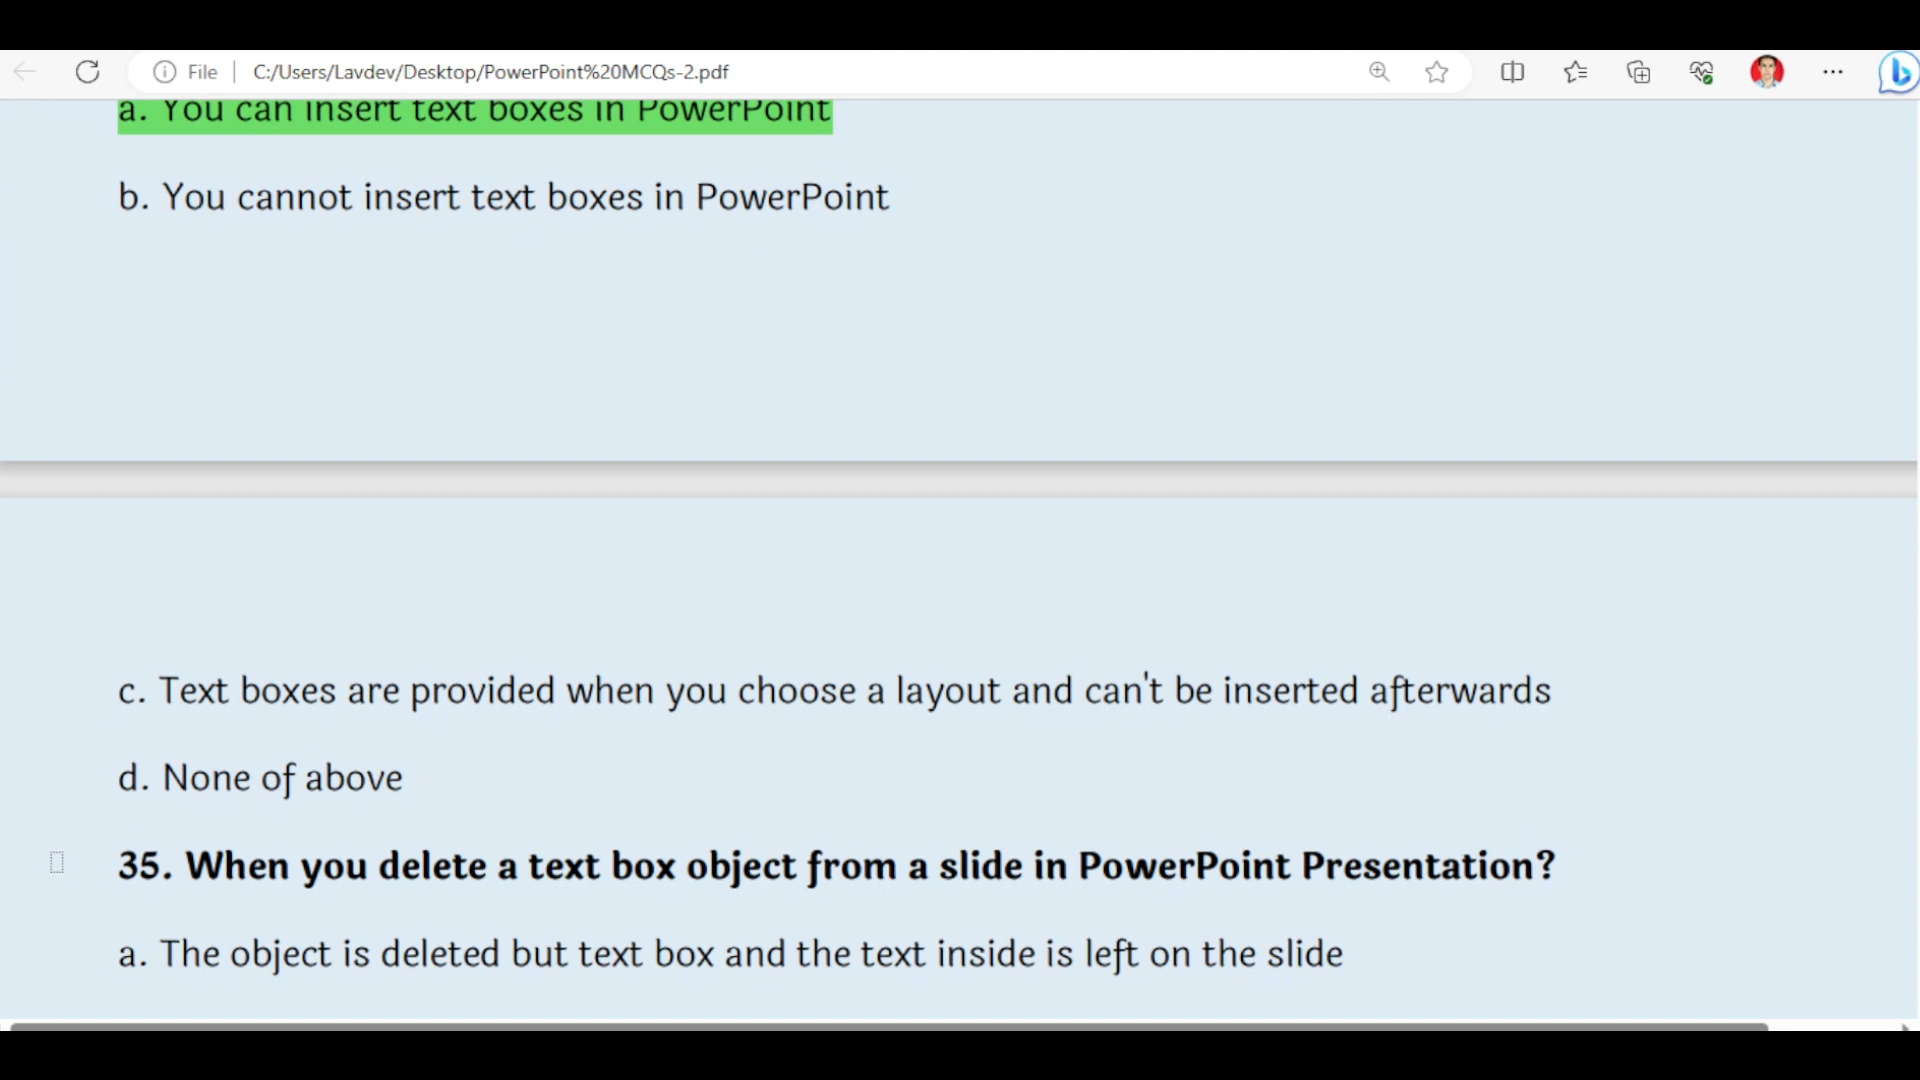 File
C:/Users/Lavdev/Desktop/PowerPoint%20MCQs-2.pdf
a. You can insert text boxes in PowerPoint
b. You cannot insert text boxes in PowerPoint
c. Text boxes are provided when you choose a layout and can't be inserted afterwards
d. None of above
35. When you delete a text box object from a slide in PowerPoint Presentation?
a. The object is deleted but text box and the text inside is left on the slide